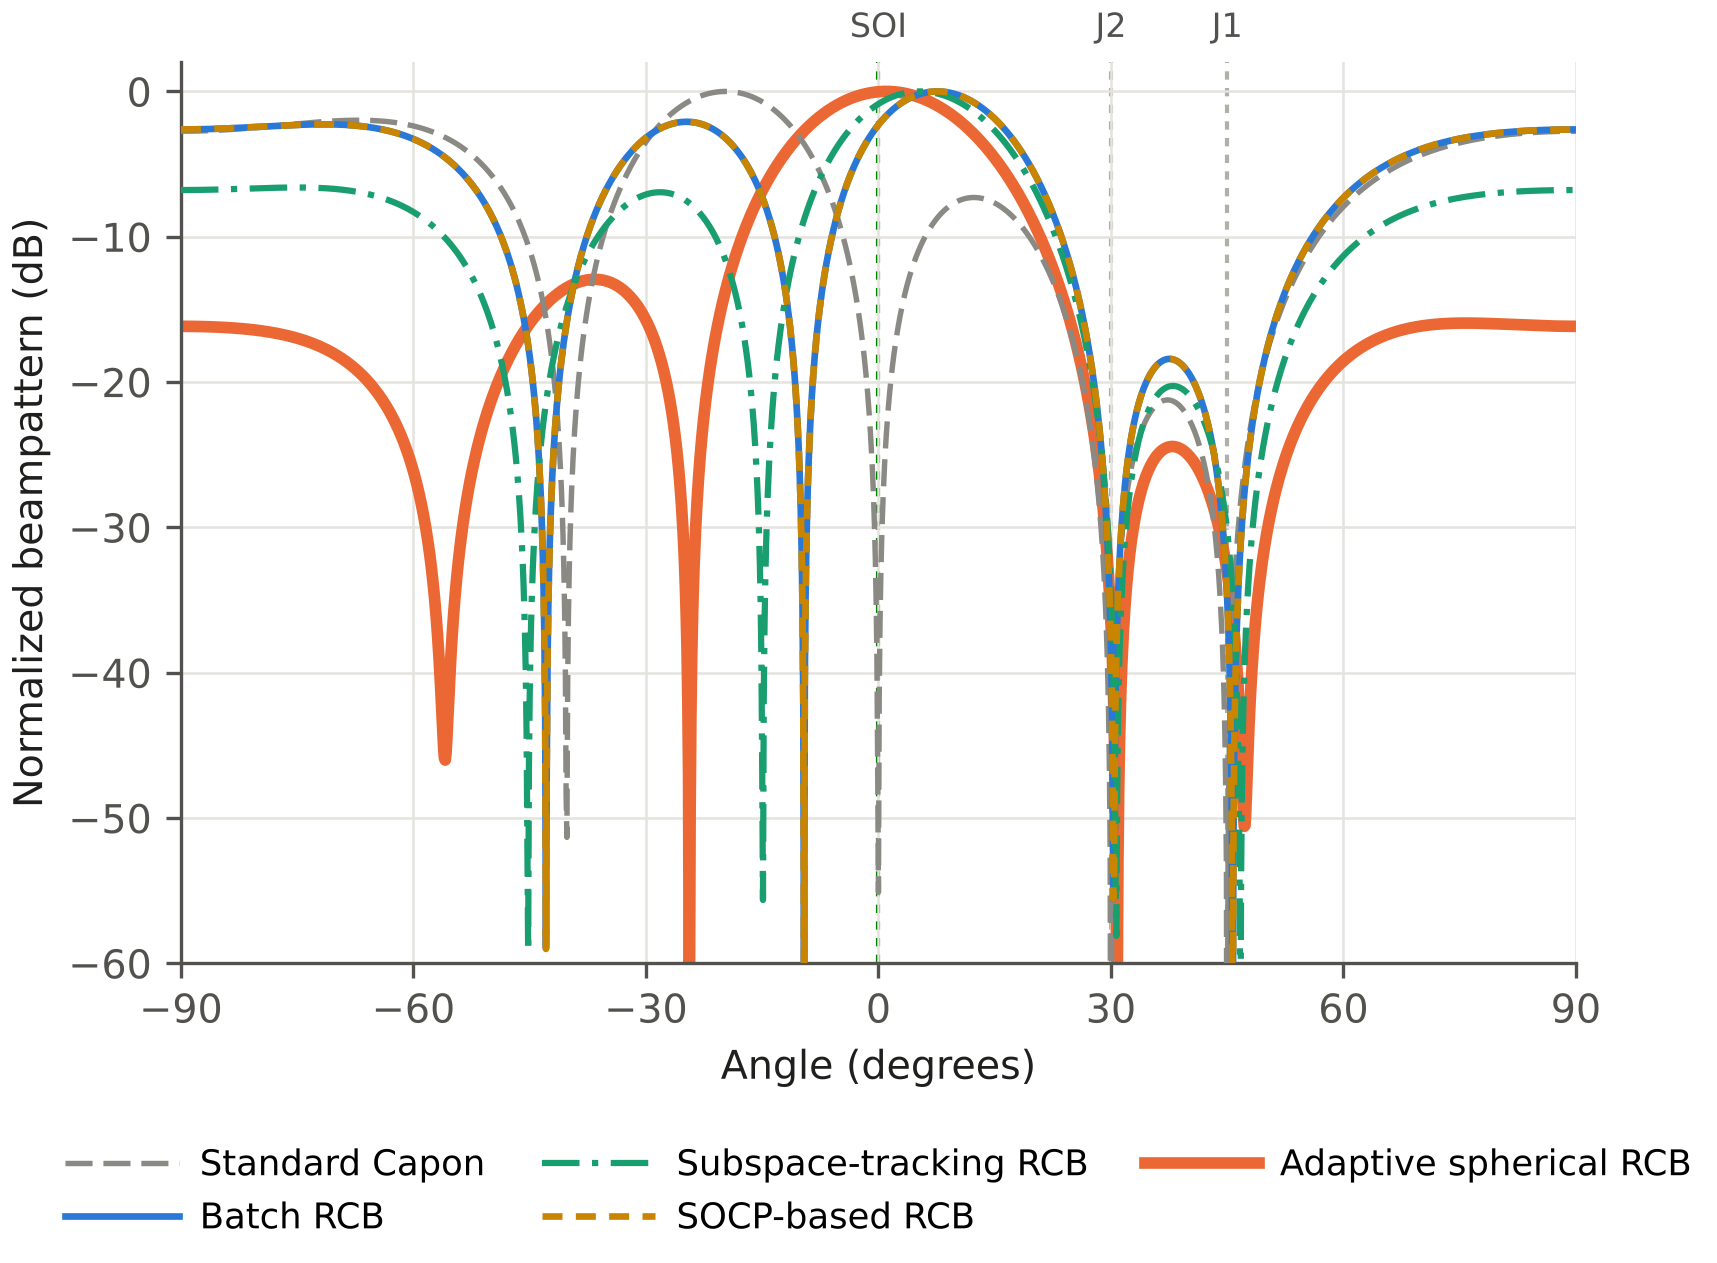 SOI J2 J1
0
−10
−20
−30
−40
−50
−60
Normalized beampattern (dB)
−90 −60 −30 0 30 60 90
Angle (degrees)
Standard Capon Subspace-tracking RCB Adaptive spherical RCB
Batch RCB SOCP-based RCB